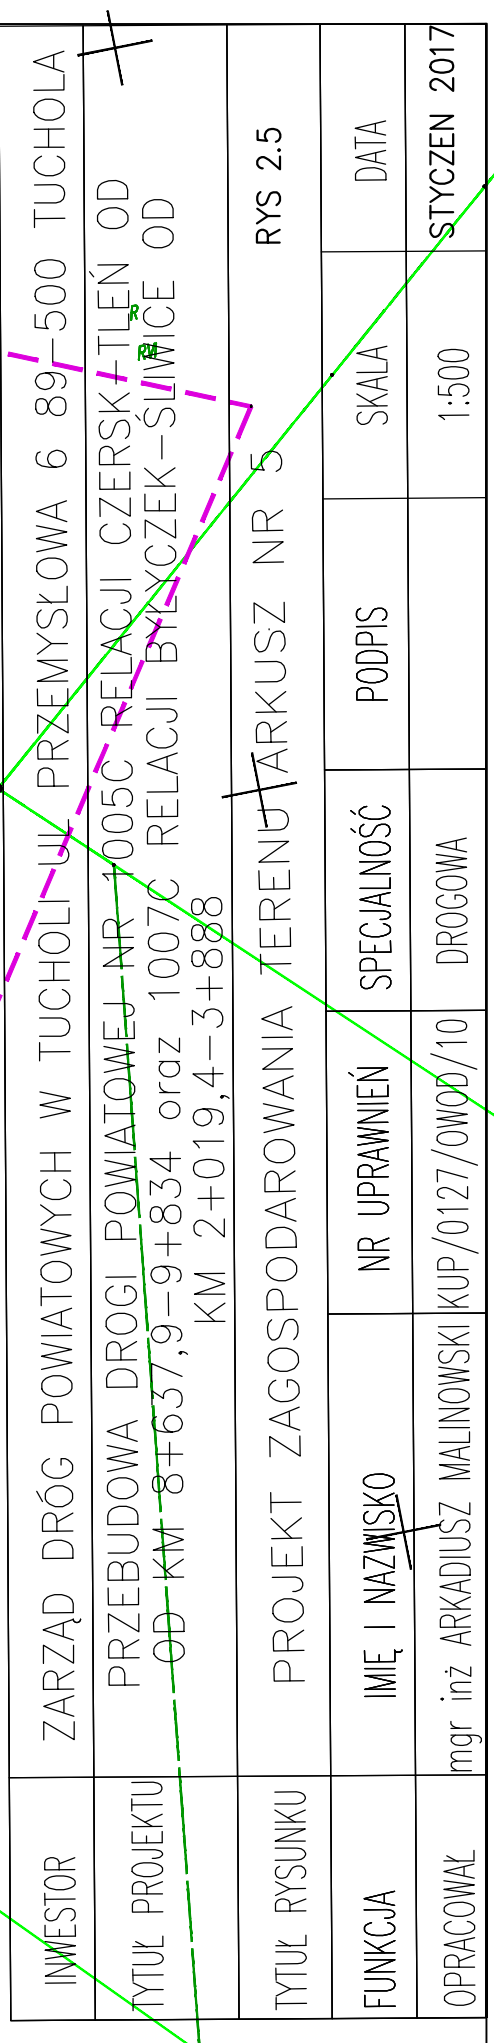 INWESTOR ZARZĄD DRÓG POWIATOWYCH W TUCHOLI UL PRZEMYSŁOWA 6 89-500 TUCHOLA
TYTUŁ PROJEKTU PRZEBUDOWA DROGI POWIATOWEJ NR 1005C RELACJI CZERSK-TLEŃ OD
OD KM 8+637,9-9+834 oraz 1007C RELACJI BYŁYCZEK-ŚLIWICE OD
KM 2+019,4-3+888
R
RVI
TYTUŁ RYSUNKU PROJEKT ZAGOSPODAROWANIA TERENU ARKUSZ NR 5 RYS 2.5
FUNKCJA IMIĘ I NAZWISKO NR UPRAWNIEŃ SPECJALNOŚĆ PODPIS SKALA DATA
OPRACOWAŁ mgr inż ARKADIUSZ MALINOWSKI KUP/0127/OWOD/10 DROGOWA 1:500 STYCZEN 2017